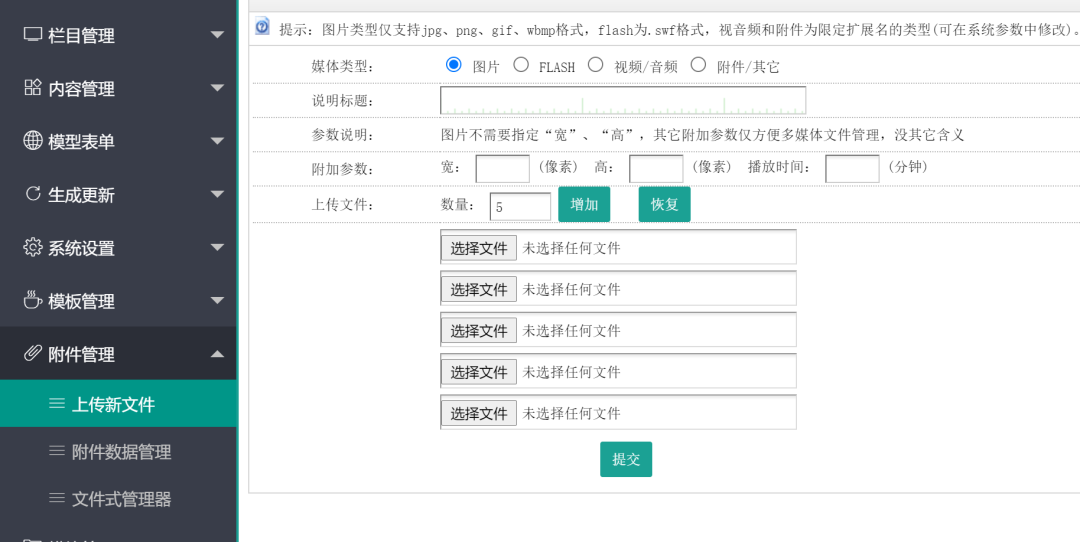 栏目管理
内容管理
模型表单
生成更新
系统设置
模板管理
附件管理
上传新文件
附件数据管理
文件式管理器
提示：图片类型仅支持jpg、png、gif、wbmp格式，flash为.swf格式，视音频和附件为限定扩展名的类型(可在系统参数中修改)。
媒体类型： 图片 FLASH 视频/音频 附件/其它
说明标题：
参数说明： 图片不需要指定“宽”、“高”，其它附加参数仅方便多媒体文件管理，没其它含义
附加参数： 宽： (像素) 高： (像素) 播放时间： (分钟)
上传文件： 数量： 5 增加 恢复
选择文件 未选择任何文件
选择文件 未选择任何文件
选择文件 未选择任何文件
选择文件 未选择任何文件
选择文件 未选择任何文件
提交